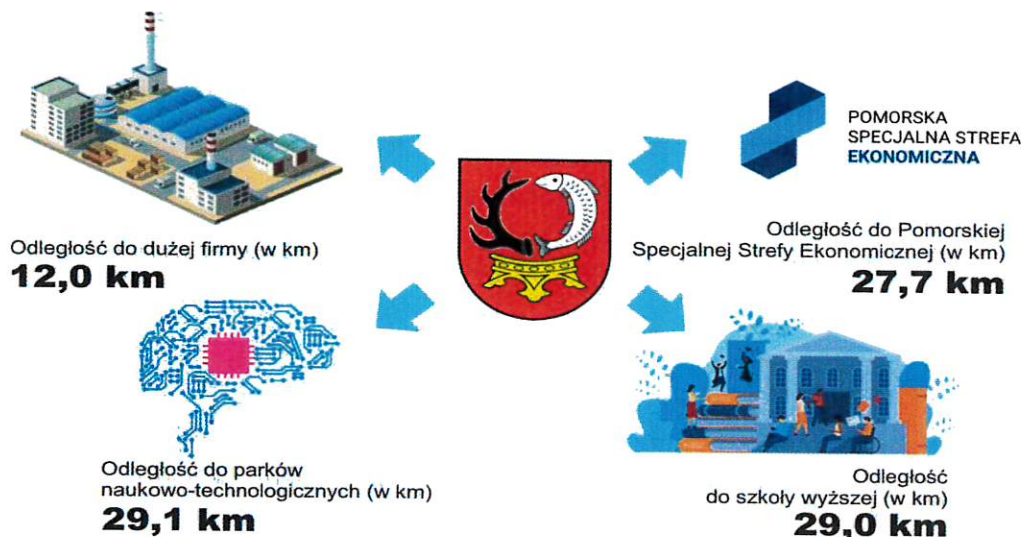 POMORSKA
SPECJALNA STREFA
EKONOMICZNA
Odległość do dużej firmy (w km)
12,0 km
Odległość do Pomorskiej
Specjalnej Strefy Ekonomicznej (w km)
27,7 km
Odległość do parków
naukowo-technologicznych (w km)
29,1 km
Odległość
do szkoły wyższej (w km)
29,0 km